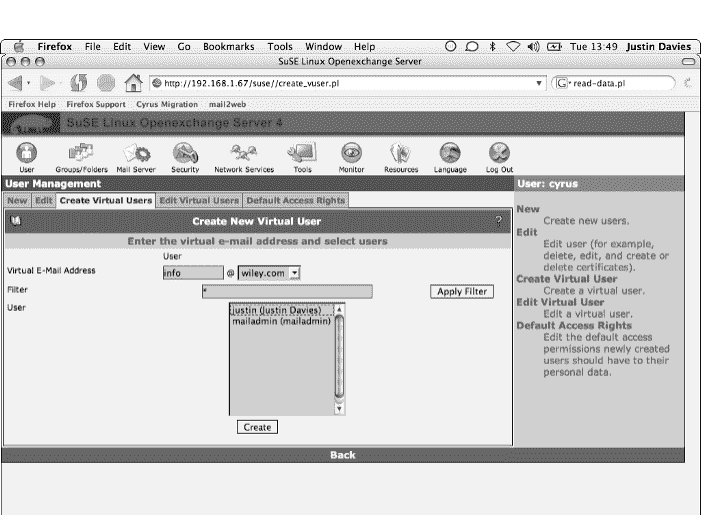 Firefox File Edit View Go Bookmarks Tools Window Help Tue 13:49 Justin Davies
SuSE Linux Openexchange Server
http://192.168.1.67/suse//create_vuser.pl G read-data.pl
Firefox Help Firefox Support Cyrus Migration mail2web
SuSE Linux Openexchange Server 4
User Groups/Folders Mail Server Security Network Services Tools Monitor Resources Language Log Out
User Management User: cyrus
New Edit Create Virtual Users Edit Virtual Users Default Access Rights
Create New Virtual User ?
Enter the virtual e-mail address and select users
User
Virtual E-Mail Address info @ wiley.com
Filter * Apply Filter
User
justin (Justin Davies)
mailadmin (mailadmin)
Create
New
Create new users.
Edit
Edit user (for example,
delete, edit, and create or
delete certificates).
Create Virtual User
Create a virtual user.
Edit Virtual User
Edit a virtual user.
Default Access Rights
Edit the default access
permissions newly created
users should have to their
personal data.
Back